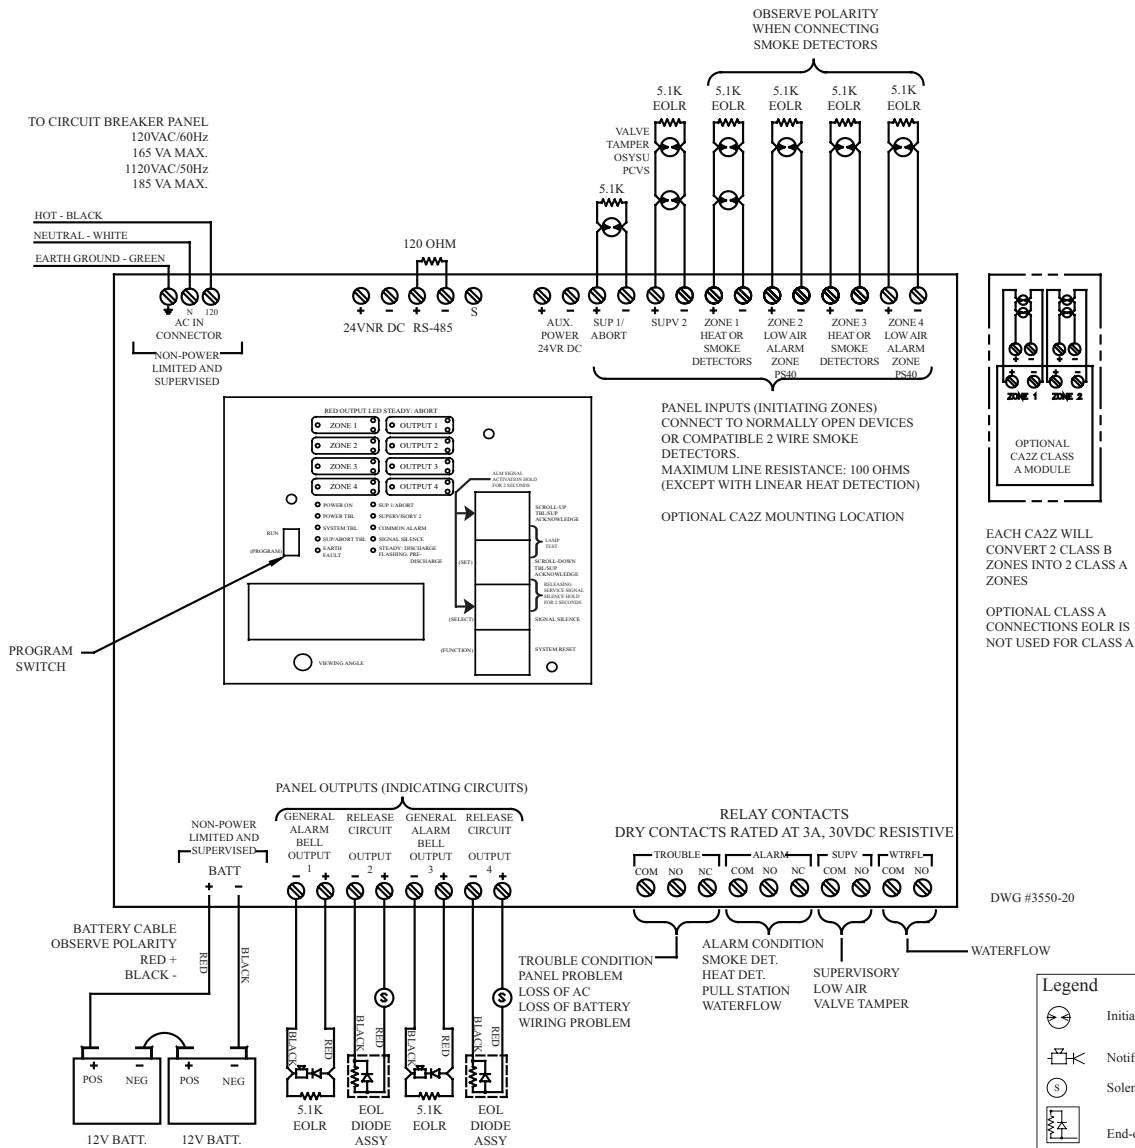 OBSERVE POLARITY
WHEN CONNECTING
SMOKE DETECTORS
5.1K
EOLR
5.1K
EOLR
5.1K
EOLR
5.1K
EOLR
5.1K
EOLR
TO CIRCUIT BREAKER PANEL
120VAC/60Hz
165 VA MAX.
1120VAC/50Hz
185 VA MAX.
VALVE
TAMPER
OSYSU
PCVS
5.1K
HOT - BLACK
NEUTRAL - WHITE
EARTH GROUND - GREEN
120 OHM
N 120
AC IN
CONNECTOR
NON-POWER
LIMITED AND
SUPERVISED
+ - + - S
24VNR DC RS-485
+ -
AUX.
POWER
24VR DC
+ -
SUP 1/
ABORT
+ -
SUPV 2
+ -
ZONE 1
HEAT OR
SMOKE
DETECTORS
+ -
ZONE 2
LOW AIR
ALARM
ZONE
PS40
+ -
ZONE 3
HEAT OR
SMOKE
DETECTORS
+ -
ZONE 4
LOW AIR
ALARM
ZONE
PS40
+ - + -
+ - + -
ZONE 1 ZONE 2
OPTIONAL
CA2Z CLASS
A MODULE
PANEL INPUTS (INITIATING ZONES)
CONNECT TO NORMALLY OPEN DEVICES
OR COMPATIBLE 2 WIRE SMOKE
DETECTORS.
MAXIMUM LINE RESISTANCE: 100 OHMS
(EXCEPT WITH LINEAR HEAT DETECTION)
OPTIONAL CA2Z MOUNTING LOCATION
EACH CA2Z WILL
CONVERT 2 CLASS B
ZONES INTO 2 CLASS A
ZONES
OPTIONAL CLASS A
CONNECTIONS EOLR IS
NOT USED FOR CLASS A
RED OUTPUT LED STEADY: ABORT
ZONE 1 OUTPUT 1
ZONE 2 OUTPUT 2
ZONE 3 OUTPUT 3
ZONE 4 OUTPUT 4
POWER ON SUP 1/ABORT
POWER TBL SUPERVISORY 2
SYSTEM TBL COMMON ALARM
SUP/ABORT TBL SIGNAL SILENCE
EARTH
FAULT
STEADY: DISCHARGE
FLASHING: PRE-
DISCHARGE
RUN
(PROGRAM)
PROGRAM
SWITCH
VIEWING ANGLE
ALM SIGNAL
ACTIVATION HOLD
FOR 2 SECONDS
SCROLL-UP
TBL/SUP
ACKNOWLEDGE
LAMP
TEST
(SET)
SCROLL-DOWN
TBL/SUP
ACKNOWLEDGE
RELEASING
SERVICE SIGNAL
SILENCE HOLD
FOR 2 SECONDS
(SELECT)
SIGNAL SILENCE
(FUNCTION)
SYSTEM RESET
PANEL OUTPUTS (INDICATING CIRCUITS)
NON-POWER
LIMITED AND
SUPERVISED
BATT
+ -
GENERAL
ALARM
BELL
OUTPUT
1
- +
RELEASE
CIRCUIT
OUTPUT
2
- +
GENERAL
ALARM
BELL
OUTPUT
3
- +
RELEASE
CIRCUIT
OUTPUT
4
- +
RELAY CONTACTS
DRY CONTACTS RATED AT 3A, 30VDC RESISTIVE
TROUBLE ALARM SUPV WTRFL
COM NO NC COM NO NC COM NO COM NO
DWG #3550-20
BATTERY CABLE
OBSERVE POLARITY
RED +
BLACK -
RED
BLACK
TROUBLE CONDITION
PANEL PROBLEM
LOSS OF AC
LOSS OF BATTERY
WIRING PROBLEM
ALARM CONDITION
SMOKE DET.
HEAT DET.
PULL STATION
WATERFLOW
SUPERVISORY
LOW AIR
VALVE TAMPER
WATERFLOW
S
S
BLACK
RED
BLACK
RED
BLACK
RED
BLACK
RED
+ - + -
POS NEG POS NEG
12V BATT. 12V BATT.
5.1K
EOLR
EOL
DIODE
ASSY
5.1K
EOLR
EOL
DIODE
ASSY
Legend
Initia
Notif
S Solen
End-o